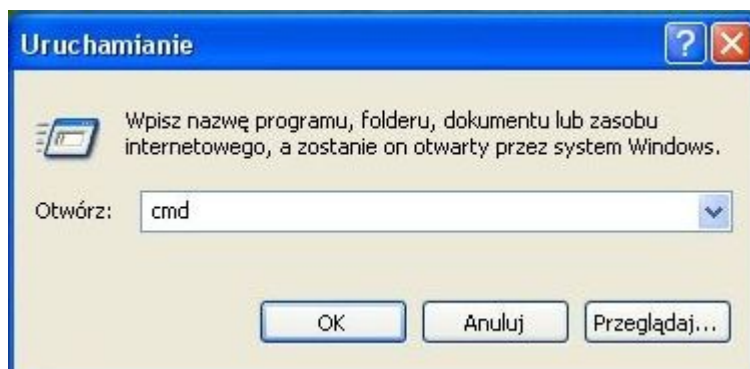 Uruchamianie
Wpisz nazwę programu, folderu, dokumentu lub zasobu
internetowego, a zostanie on otwarty przez system Windows.
Otwórz: cmd
OK Anuluj Przeglądaj...